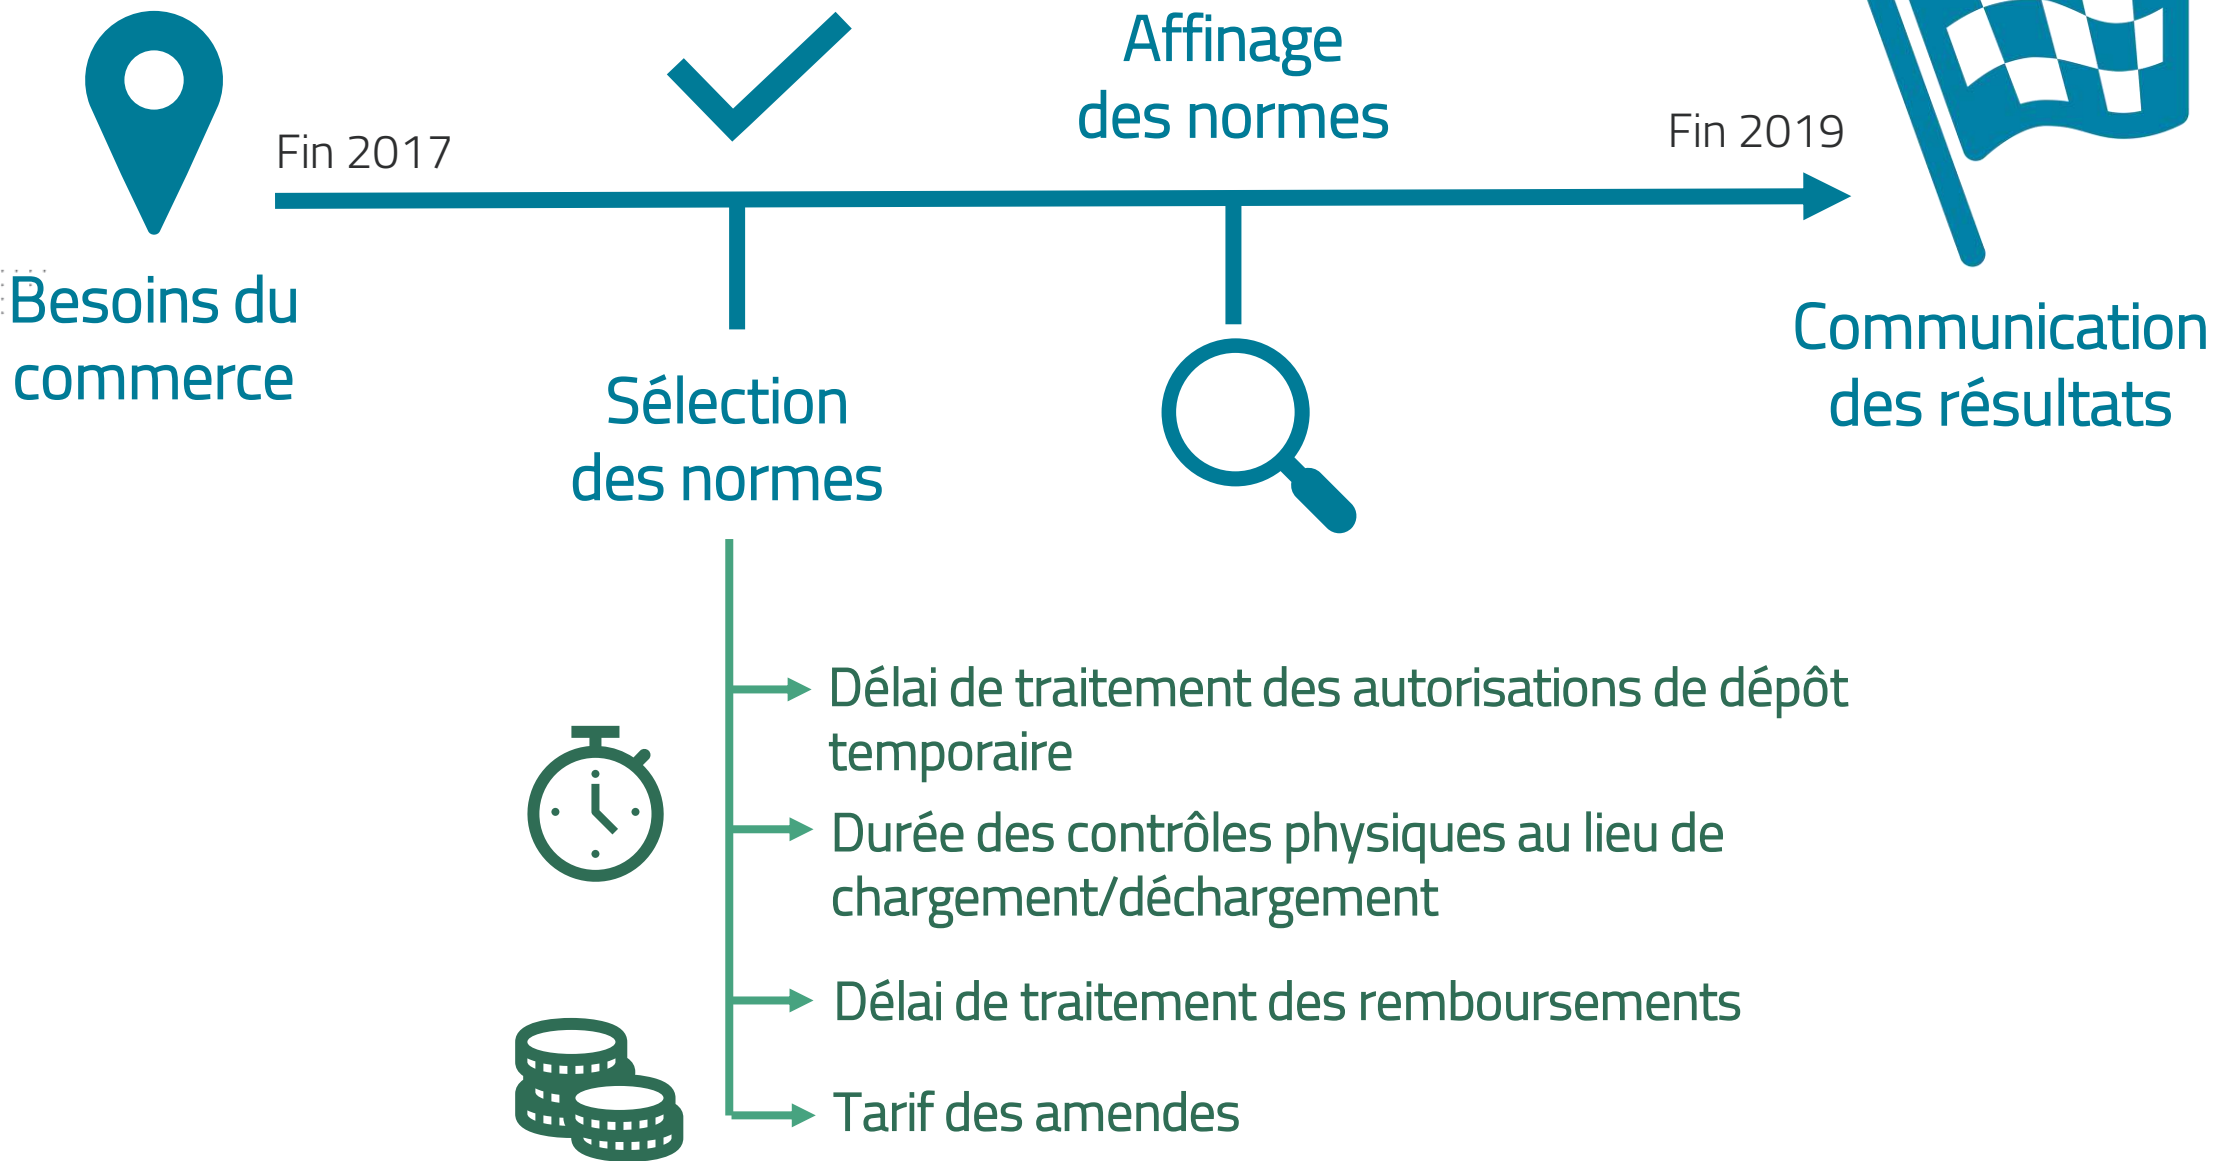 Affinage
des normes
Fin 2017
Fin 2019
Besoins du
commerce
Sélection
des normes
Communication
des résultats
Délai de traitement des autorisations de dépôt
temporaire
Durée des contrôles physiques au lieu de
chargement/déchargement
Délai de traitement des remboursements
Tarif des amendes